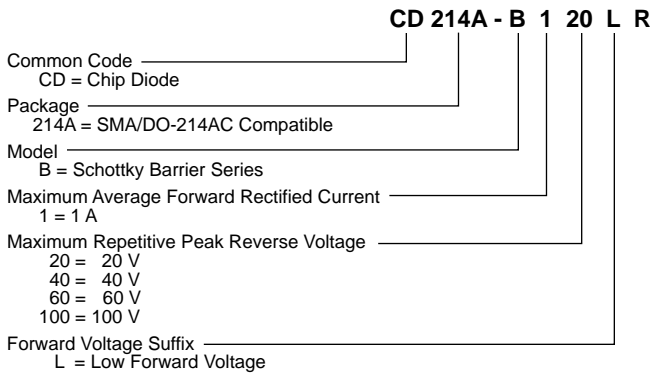 CD 214A - B 1 20 L R
Common Code
CD = Chip Diode
Package
214A = SMA/DO-214AC Compatible
Model
B = Schottky Barrier Series
Maximum Average Forward Rectified Current
1 = 1 A
Maximum Repetitive Peak Reverse Voltage
20 = 20 V
40 = 40 V
60 = 60 V
100 = 100 V
Forward Voltage Suffix
L = Low Forward Voltage